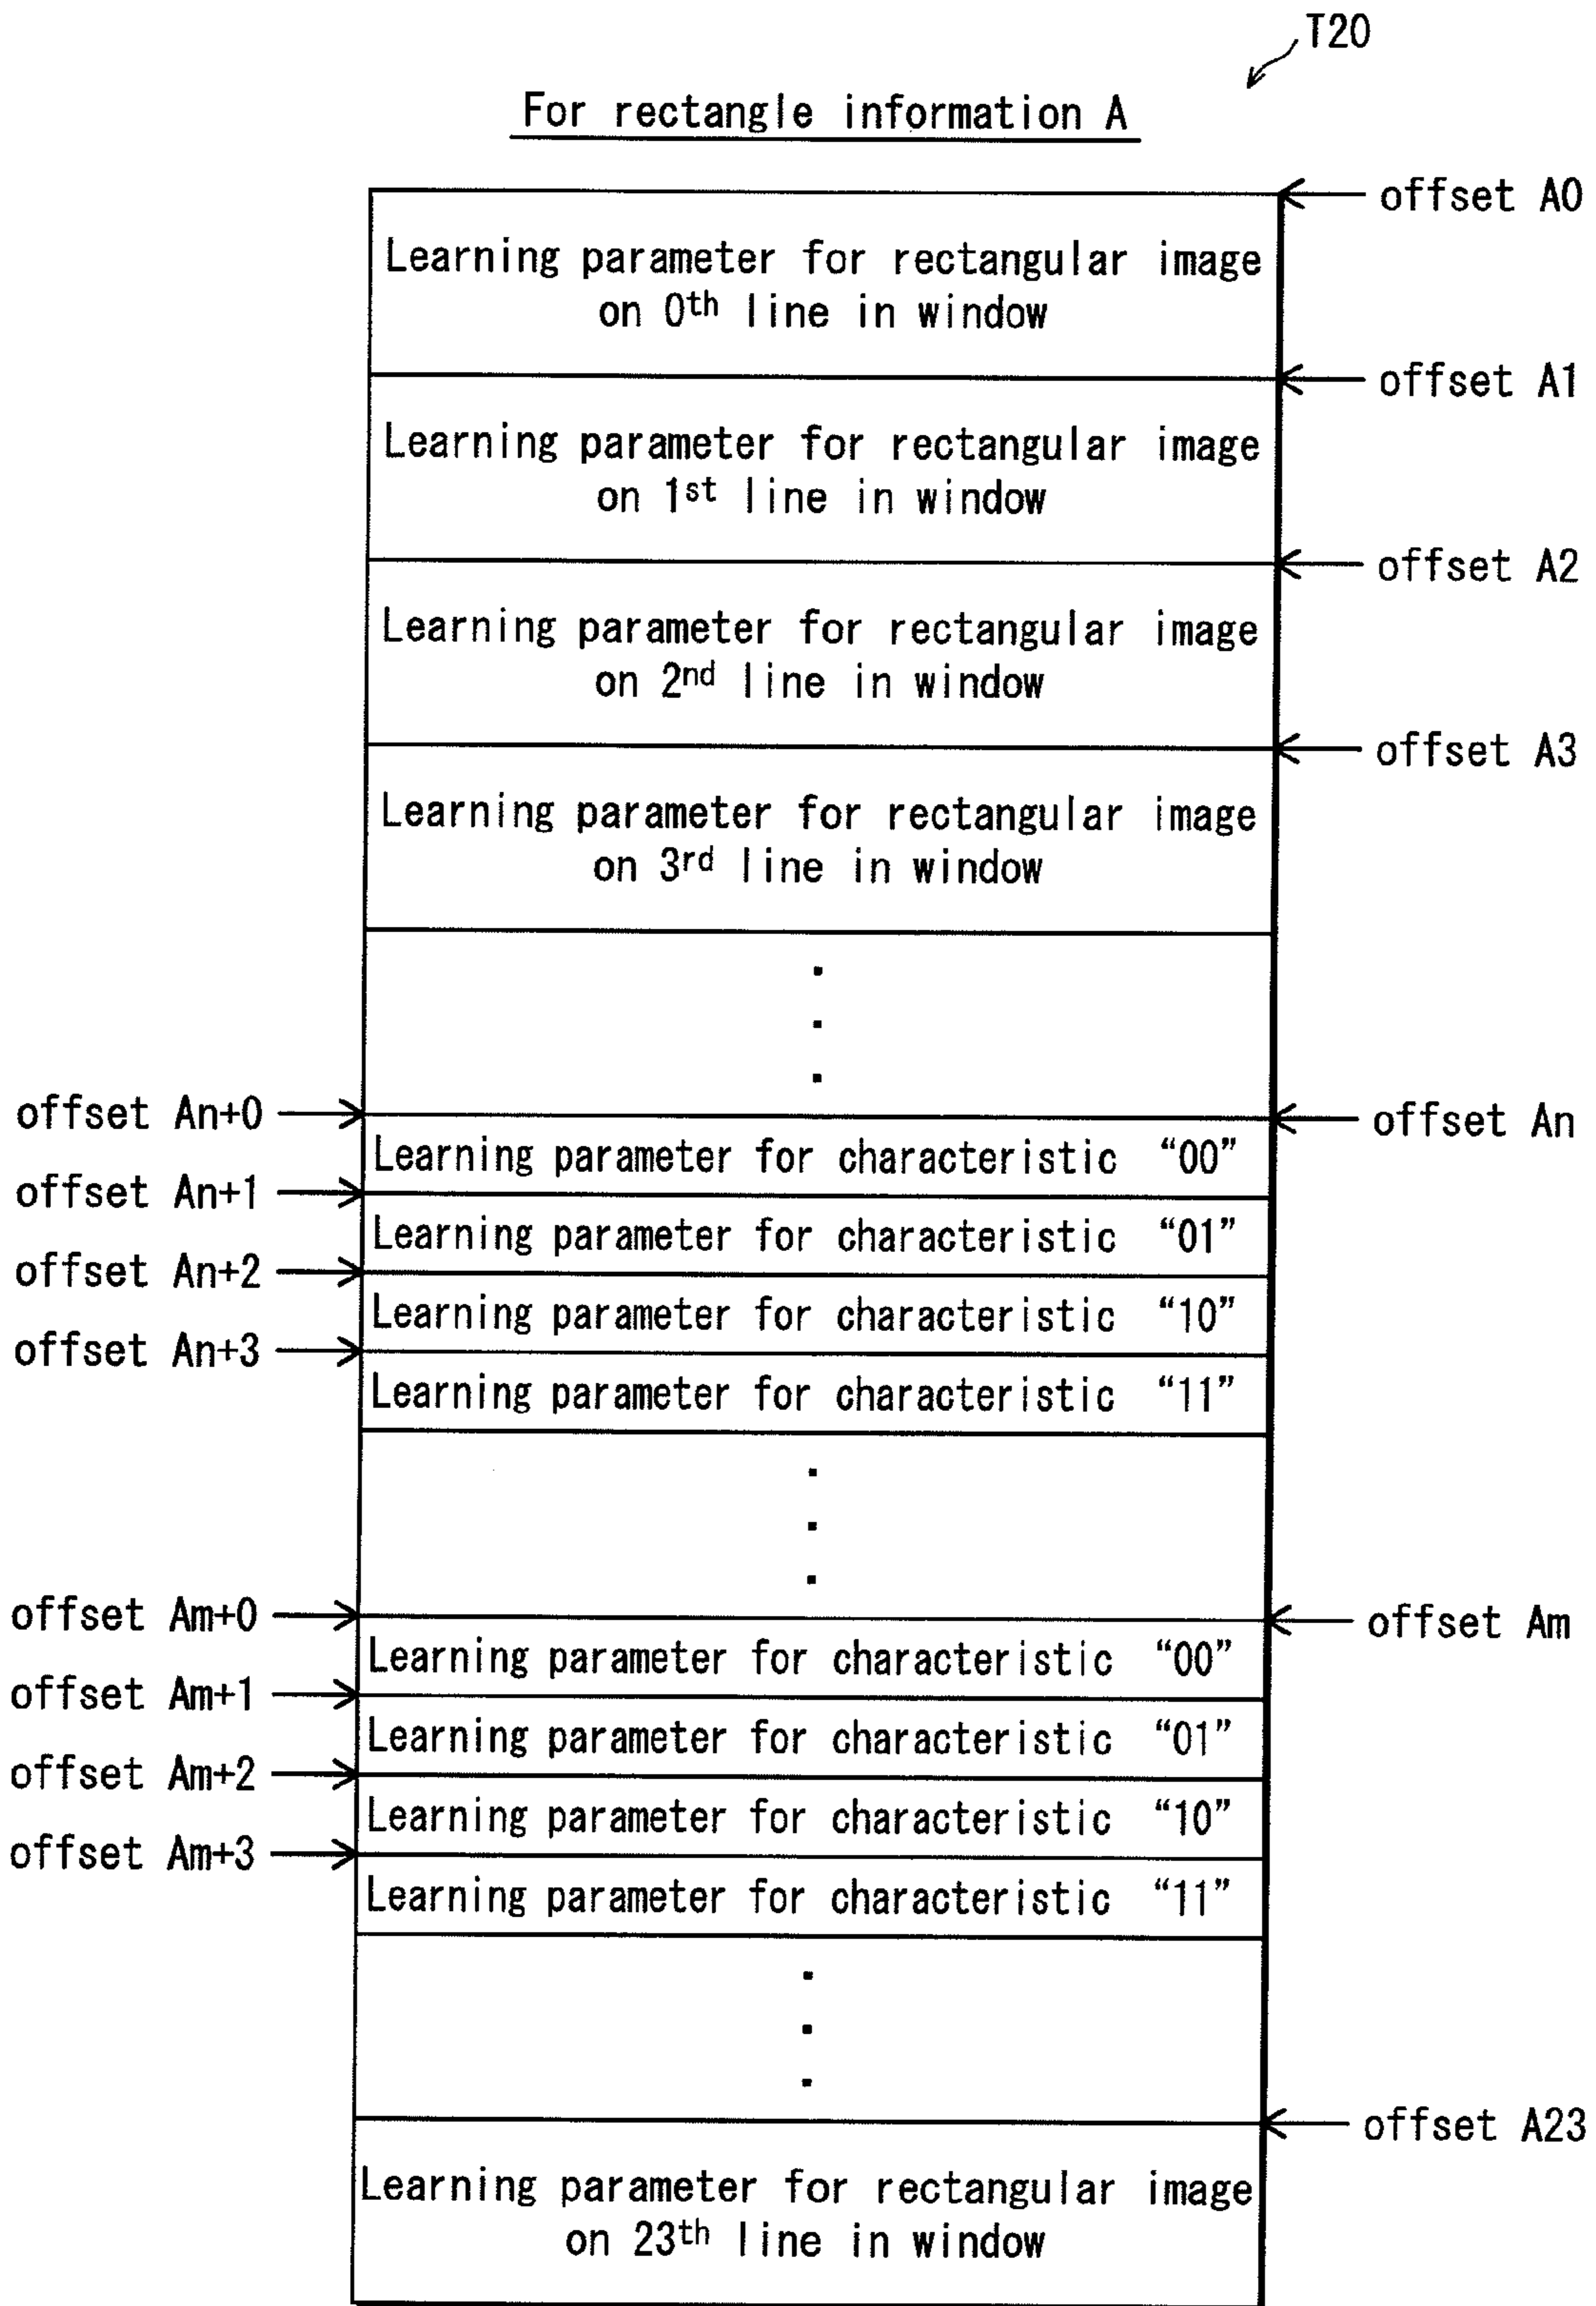 T20
For rectangle information A
offset A0
Learning parameter for rectangular image
on 0th line in window
offset A1
Learning parameter for rectangular image
on 1st line in window
offset A2
Learning parameter for rectangular image
on 2nd line in window
offset A3
Learning parameter for rectangular image
on 3rd line in window
offset An+0
offset An
Learning parameter for characteristic “00”
offset An+1
Learning parameter for characteristic “01”
offset An+2
Learning parameter for characteristic “10”
offset An+3
Learning parameter for characteristic “11”
offset Am+0
offset Am
Learning parameter for characteristic “00”
offset Am+1
Learning parameter for characteristic “01”
offset Am+2
Learning parameter for characteristic “10”
offset Am+3
Learning parameter for characteristic “11”
offset A23
Learning parameter for rectangular image
on 23th line in window